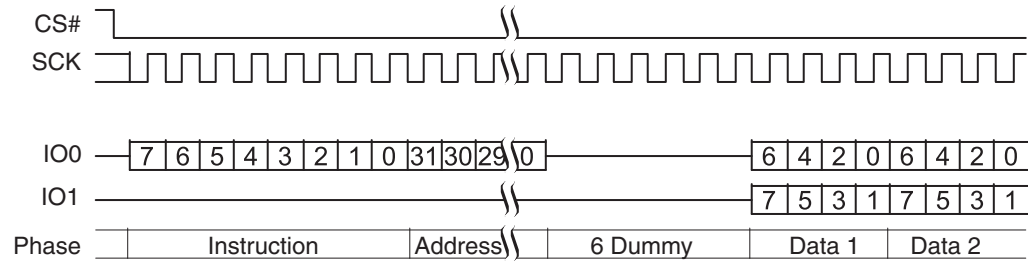 CS#
SCK
IO0 7 6 5 4 3 2 1 0 31 30 29 0 6 4 2 0 6 4 2 0
IO1 7 5 3 1 7 5 3 1
Phase Instruction Address 6 Dummy Data 1 Data 2